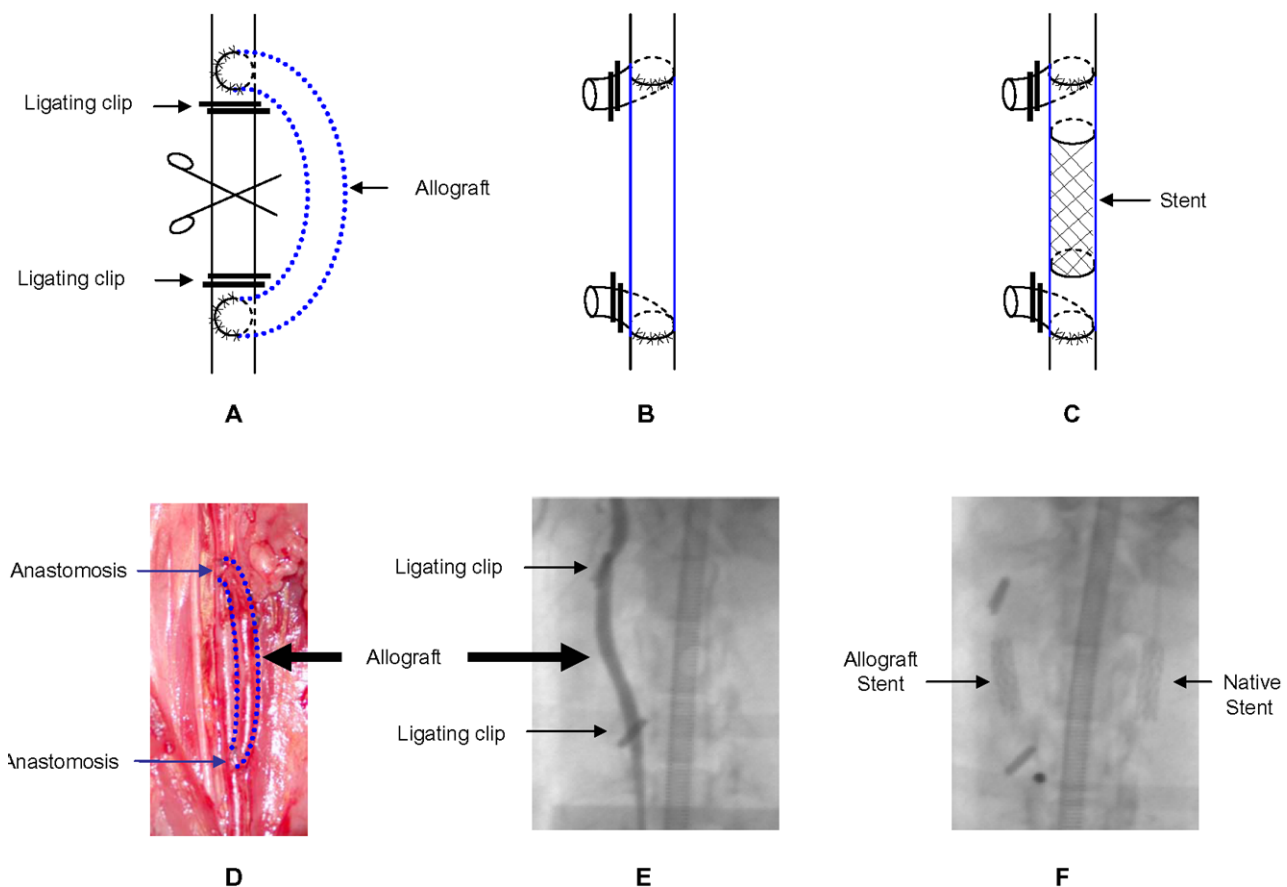 Ligating clip
Allograft
Ligating clip
Stent
A
B
C
Anastomosis
Allograft
Anastomosis
Ligating clip
Ligating clip
Allograft
Stent
Native
Stent
D
E
F